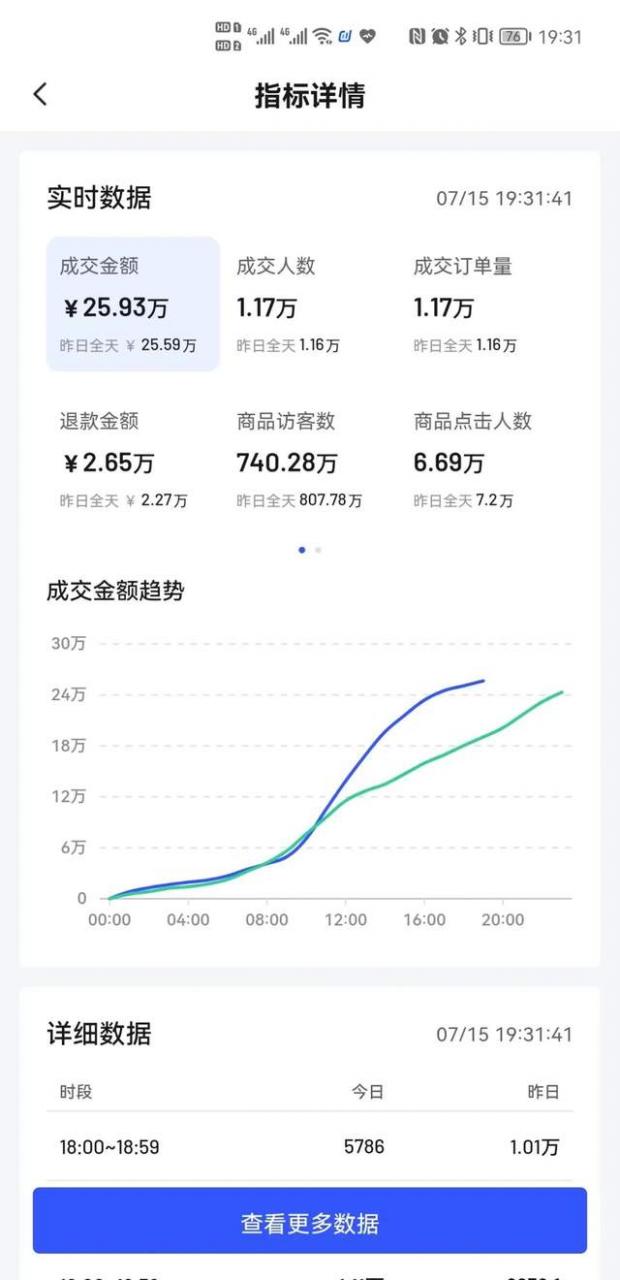 HD 1 4G 4G 76 19:31
HD 2
指标详情
实时数据 07/15 19:31:41
成交金额 成交人数 成交订单量
¥25.93万 1.17万 1.17万
昨日全天 ¥ 25.59万 昨日全天 1.16万 昨日全天 1.16万
退款金额 商品访客数 商品点击人数
¥2.65万 740.28万 6.69万
昨日全天 ¥ 2.27万 昨日全天 807.78万 昨日全天 7.2万
成交金额趋势
30万
24万
18万
12万
6万
0
00:00 04:00 08:00 12:00 16:00 20:00
详细数据 07/15 19:31:41
时段 今日 昨日
18:00~18:59 5786 1.01万
查看更多数据